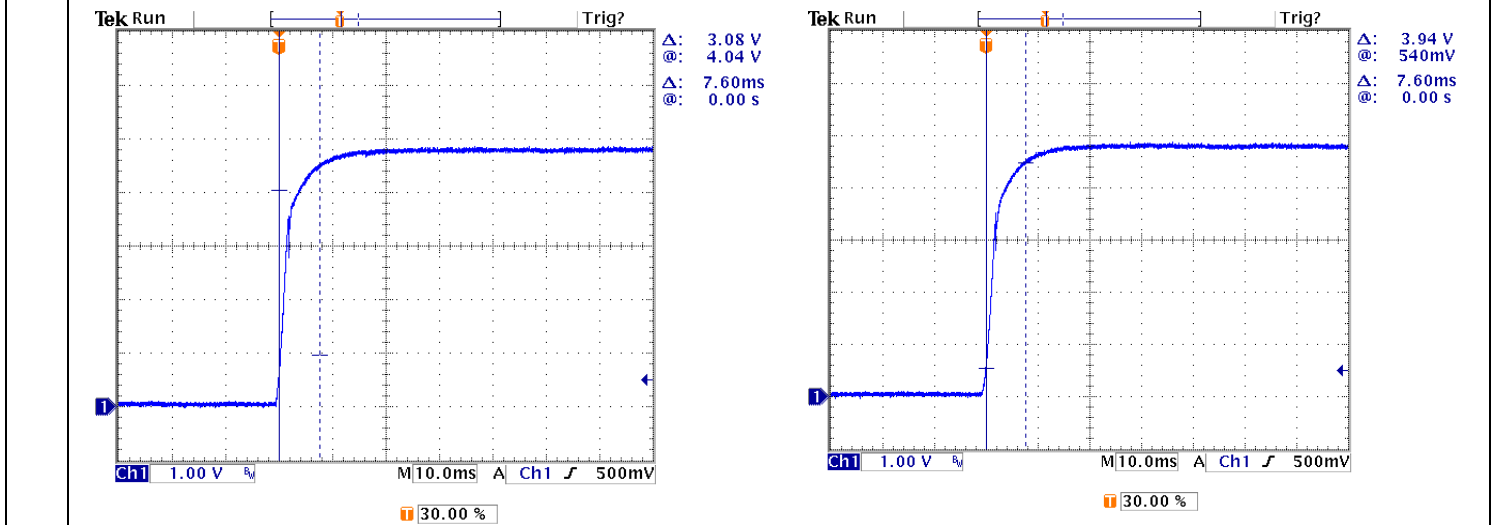 Tek Run
Trig?
T
T
Δ: 3.08 V
@: 4.04 V
Δ: 7.60ms
@: 0.00 s
1
Ch1 1.00 V BW M 10.0ms A Ch1 500mV
T 30.00 %
Tek Run
Trig?
T
T
Δ: 3.94 V
@: 540mV
Δ: 7.60ms
@: 0.00 s
1
Ch1 1.00 V BW M 10.0ms A Ch1 500mV
T 30.00 %